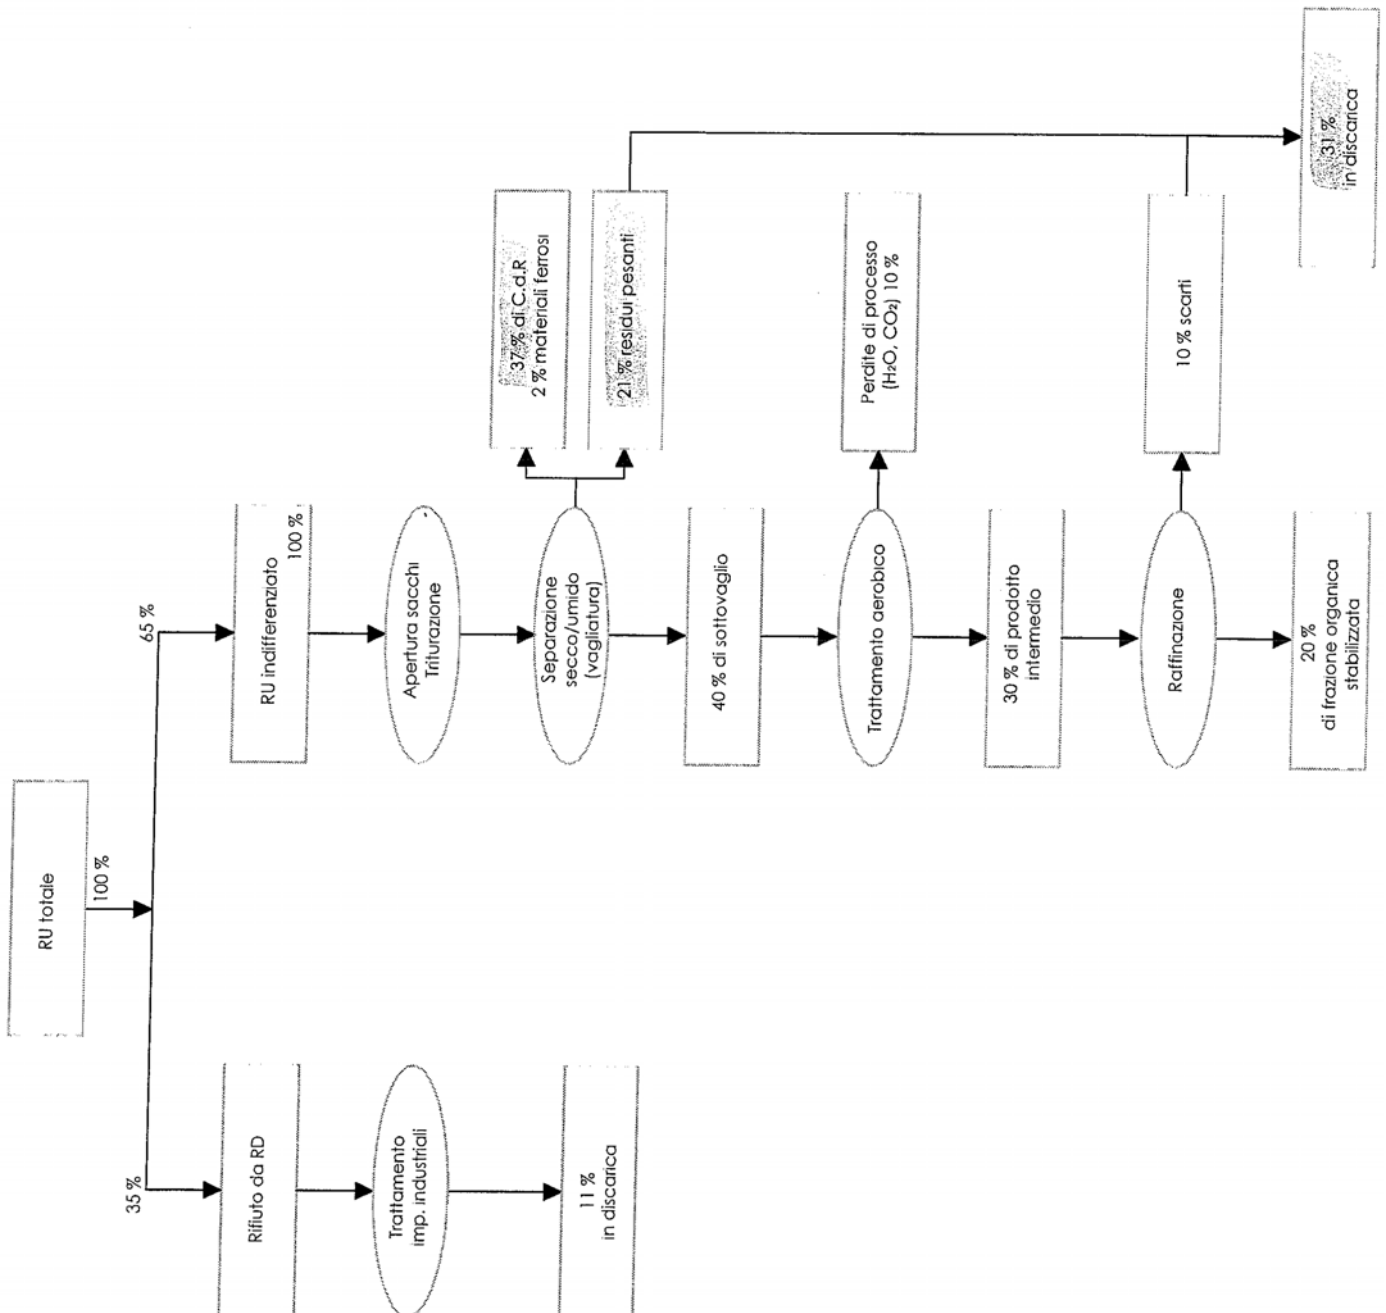 RU totale
100 %
35 %
65 %
Rifiuto da RD
Trattamento
imp. industriali
11 %
in discarica
RU indifferenziato
100 %
Apertura sacchi
Triturazione
Separazione
secco/umido
(vagliatura)
37 % di C.d.R
2 % materiali ferrosi
21 % residui pesanti
40 % di sottovaglio
Trattamento aerobico
Perdite di processo
(H₂O, CO₂) 10 %
30 % di prodotto
intermedio
Raffinazione
10 % scarti
20 %
di frazione organica
stabilizzata
31 %
in discarica